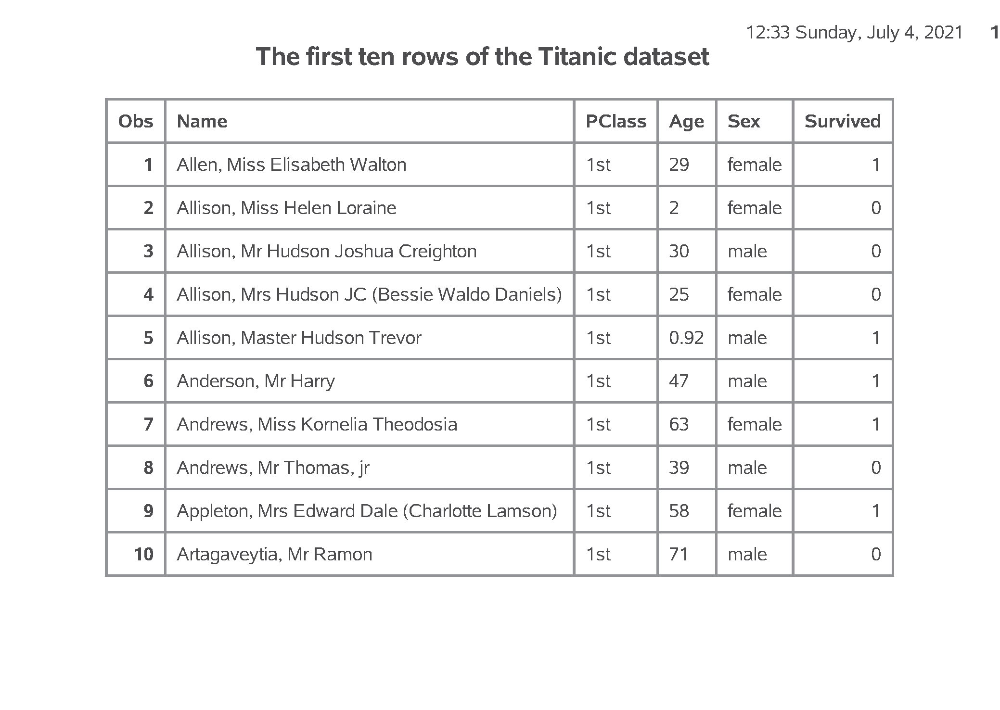 12:33 Sunday, July 4, 2021 1
The first ten rows of the Titanic dataset
Obs Name PClass Age Sex Survived
1 Allen, Miss Elisabeth Walton 1st 29 female 1
2 Allison, Miss Helen Loraine 1st 2 female 0
3 Allison, Mr Hudson Joshua Creighton 1st 30 male 0
4 Allison, Mrs Hudson JC (Bessie Waldo Daniels) 1st 25 female 0
5 Allison, Master Hudson Trevor 1st 0.92 male 1
6 Anderson, Mr Harry 1st 47 male 1
7 Andrews, Miss Kornelia Theodosia 1st 63 female 1
8 Andrews, Mr Thomas, jr 1st 39 male 0
9 Appleton, Mrs Edward Dale (Charlotte Lamson) 1st 58 female 1
10 Artagaveytia, Mr Ramon 1st 71 male 0